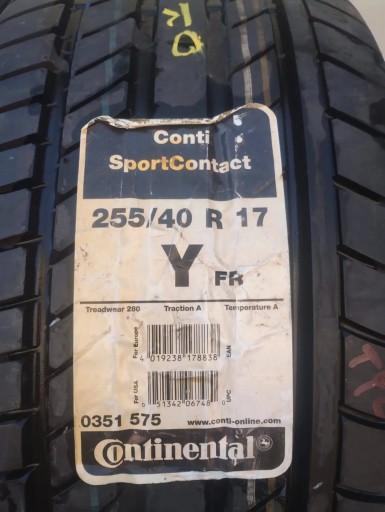 Conti
SportContact
255/40 R 17
Y FR
Treadwear 280 Traction A Temperature A
For Europe
4 019238 178838
EAN
For USA
0 51342 06748
UPC
0351 575
www.conti-online.com
Continental